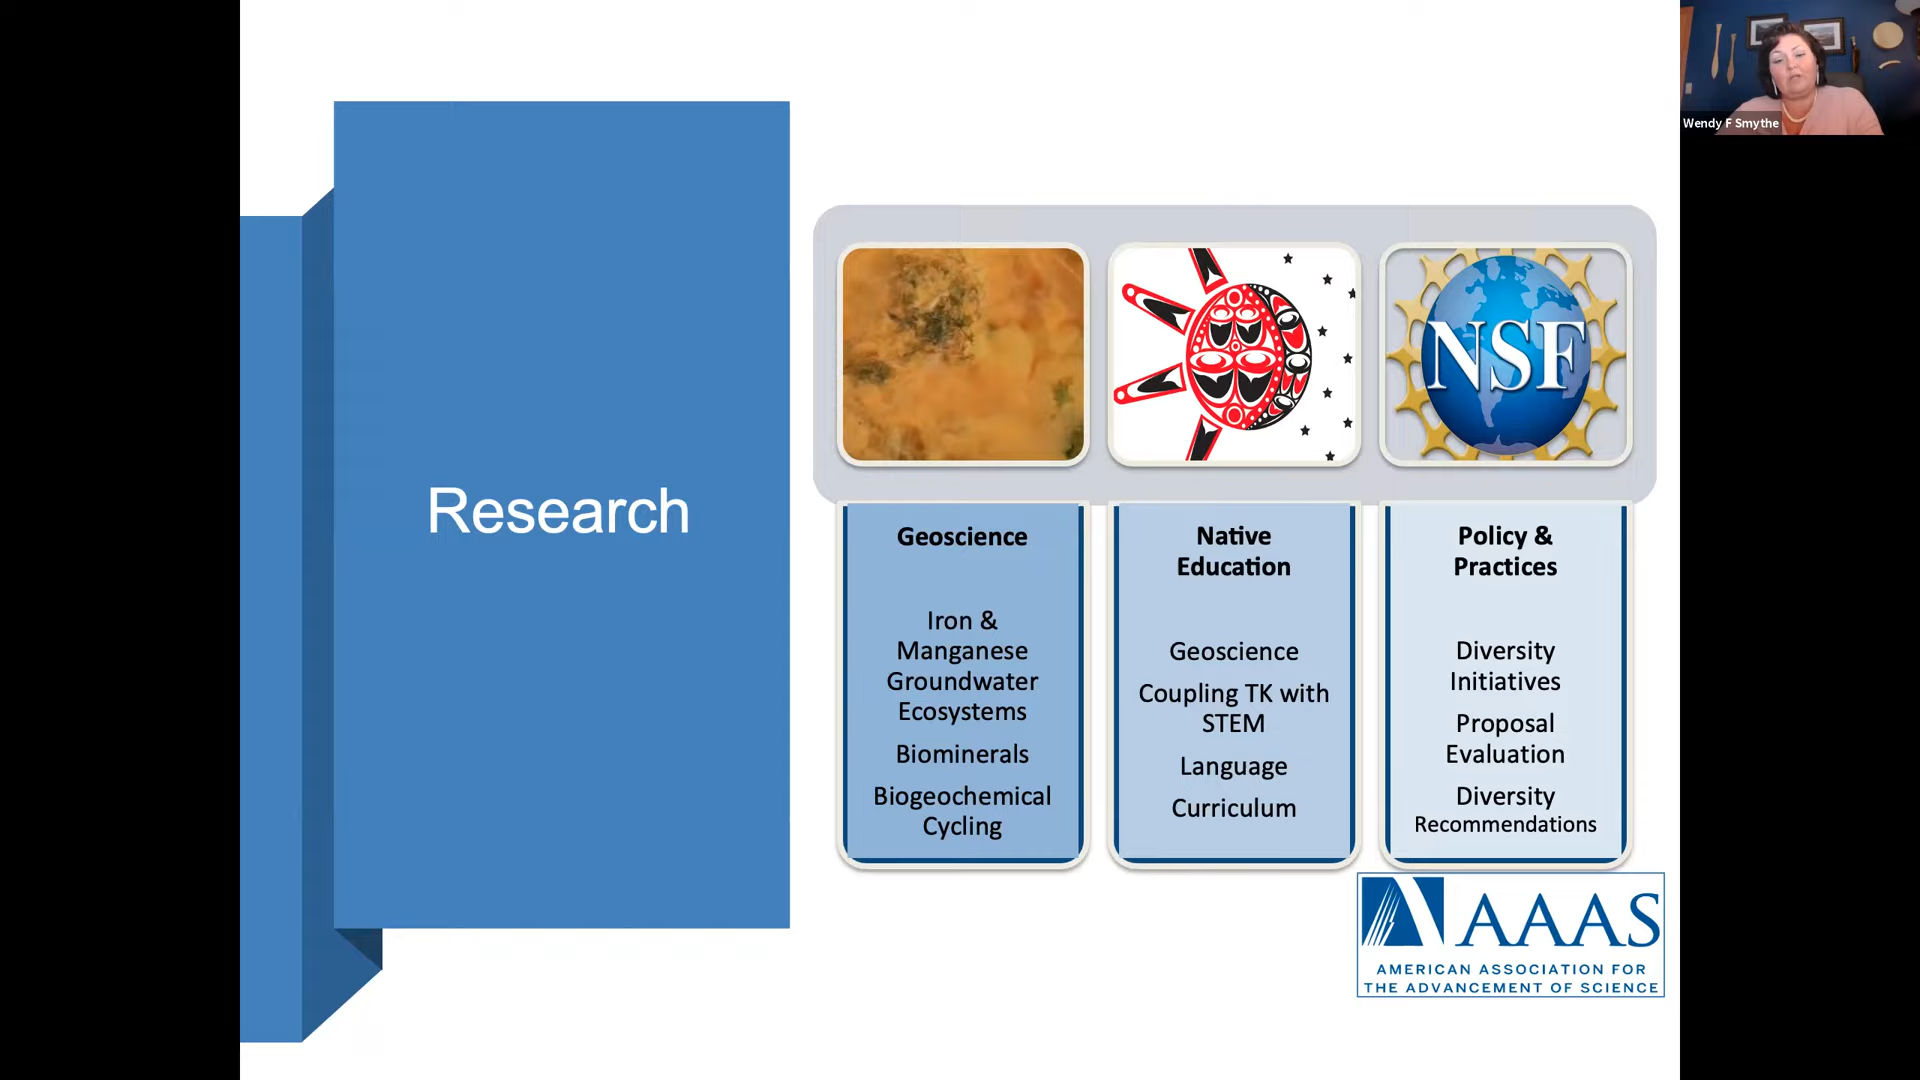 Wendy F Smythe
Research
NSF
Geoscience
Iron &
Manganese
Groundwater
Ecosystems
Biominerals
Biogeochemical
Cycling
Native
Education
Geoscience
Coupling TK with
STEM
Language
Curriculum
Policy &
Practices
Diversity
Initiatives
Proposal
Evaluation
Diversity
Recommendations
AAAS
AMERICAN ASSOCIATION FOR
THE ADVANCEMENT OF SCIENCE